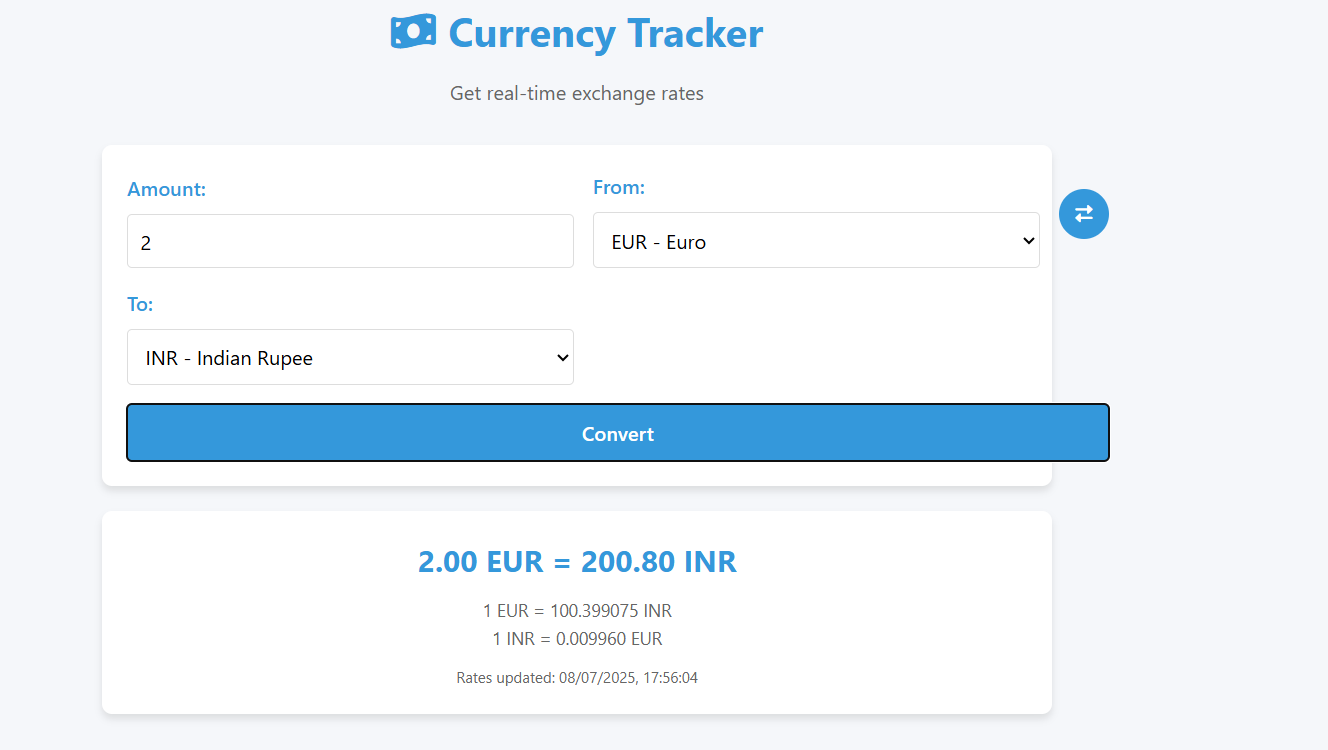 Currency Tracker
Get real-time exchange rates
Amount:
2
From:
EUR - Euro
To:
INR - Indian Rupee
Convert
2.00 EUR = 200.80 INR
1 EUR = 100.399075 INR
1 INR = 0.009960 EUR
Rates updated: 08/07/2025, 17:56:04